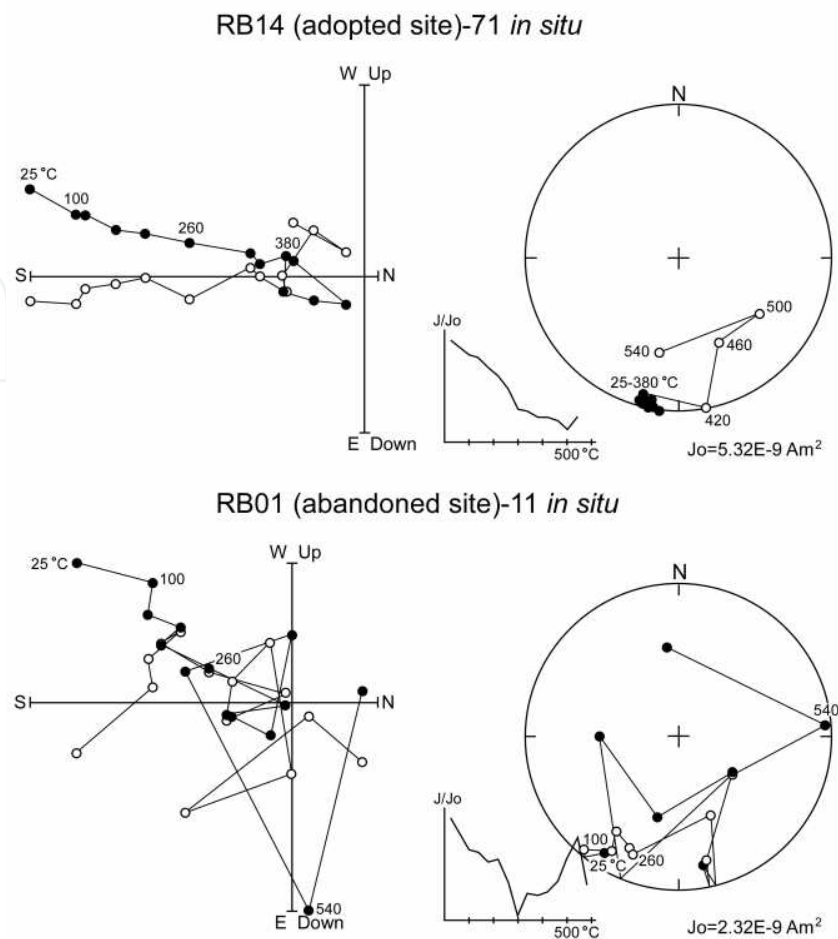 RB14 (adopted site)-71 in situ
W Up
25 °C
100
260
380
S
N
E Down
N
500
460
540
25-380 °C
420
J/Jo
500 °C
Jo=5.32E-9 Am²
RB01 (abandoned site)-11 in situ
W Up
25 °C
100
260
S
N
540
E Down
N
540
100
25 °C
260
J/Jo
500 °C
Jo=2.32E-9 Am²